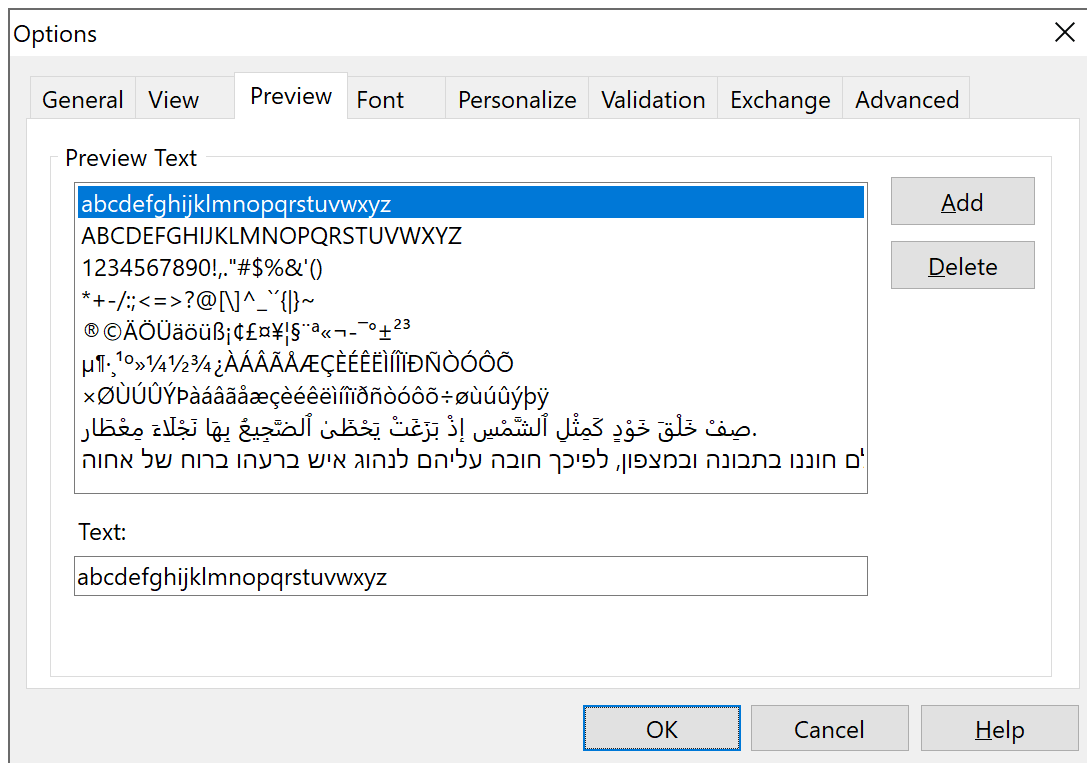 Options
General View Preview Font Personalize Validation Exchange Advanced
Preview Text
abcdefghijklmnopqrstuvwxyz
Add
ABCDEFGHIJKLMNOPQRSTUVWXYZ
1234567890!,."#$%&'()
Delete
*+-/:;<=>?@[\]^_`´{|}~
®©ÄÖÜäöüß¡¢£¤¥¦§¨ª«¬-¯°±²³
µ¶·¸¹º»¼½¾¿ÀÁÂÃÅÆÇÈÉÊËÌÍÎÏÐÑÒÓÔÕ
×ØÙÚÛÝÞàáâãåæçèéêëìíîïðñòóôõ÷øùúûýþÿ
صِفْ خَلْقَ خَوْدٍ كَمِثْلِ ٱلشَّمْسِ إِذْ بَزَغَتْ يَحْظَىٰ ٱلضَّجِيعُ بِهَا نَجْلَاءَ مِعْطَارِ.
חוננו בתבונה ובמצפון, לפיכך חובה עליהם לנהוג איש ברעהו ברוח של אחוה
Text:
abcdefghijklmnopqrstuvwxyz
OK Cancel Help